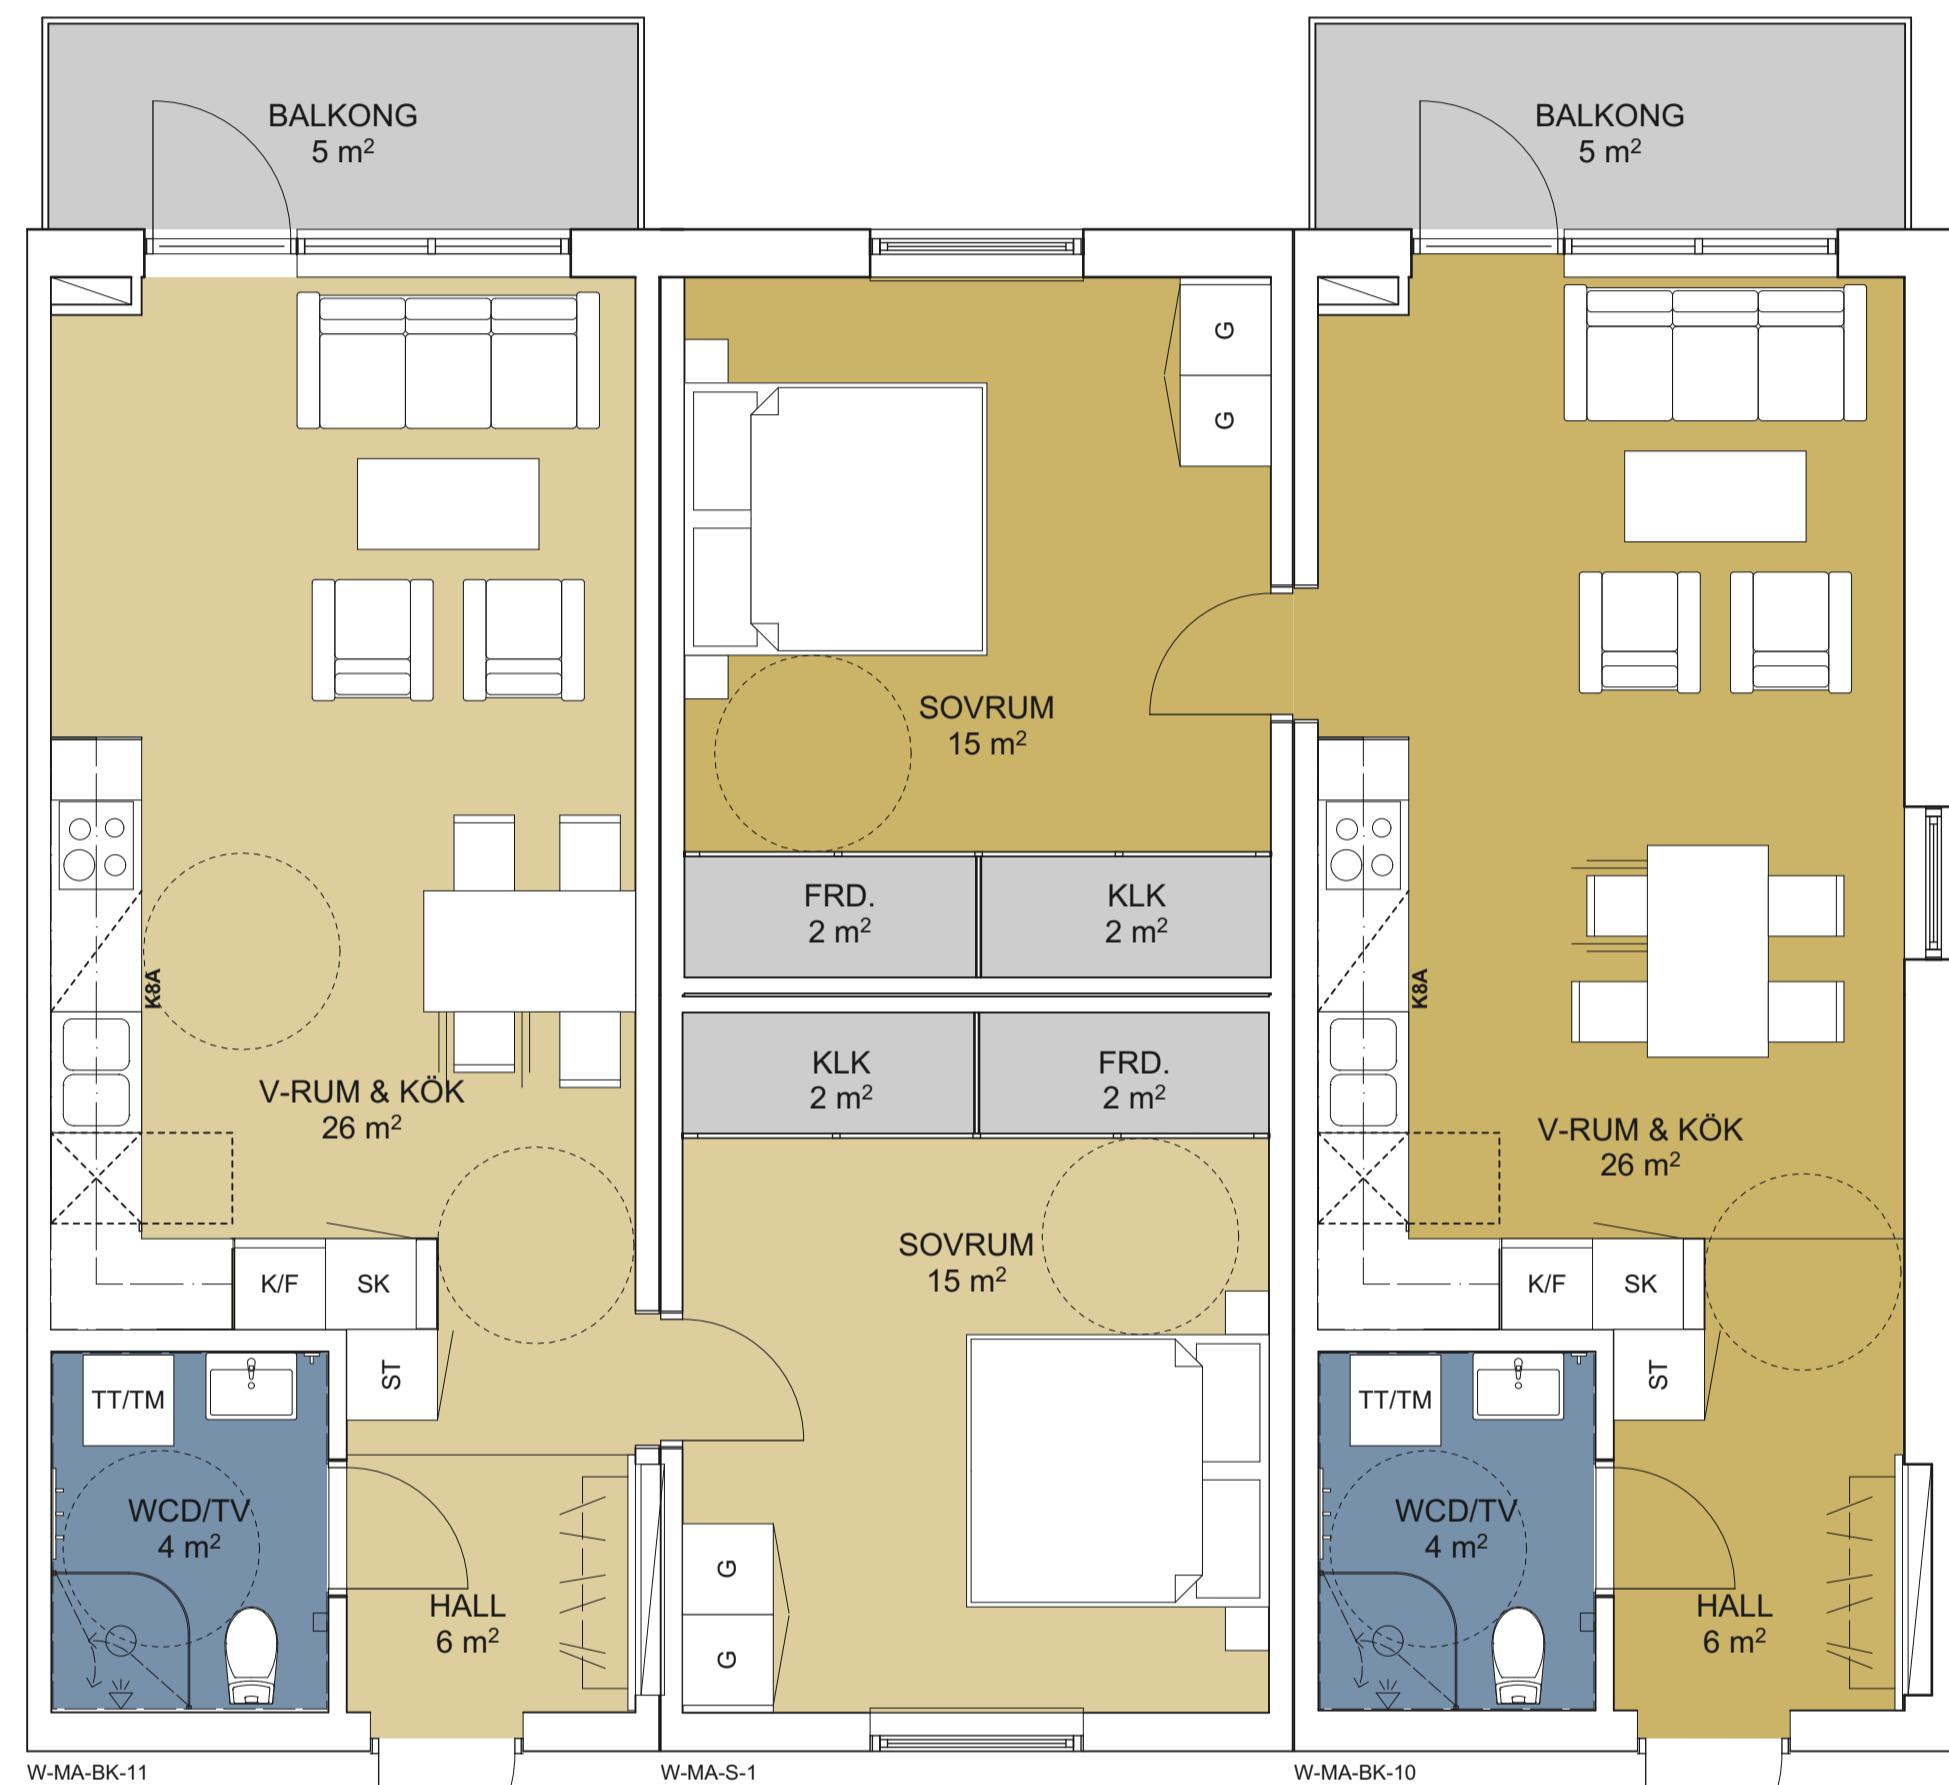 BALKONG
5 m²
BALKONG
5 m²
G
G
SOVRUM
15 m²
FRD.
2 m²
KLK
2 m²
K8A
K8A
KLK
2 m²
FRD.
2 m²
V-RUM & KÖK
26 m²
V-RUM & KÖK
26 m²
SOVRUM
15 m²
K/F
SK
K/F
SK
ST
ST
TT/TM
TT/TM
WCD/TV
4 m²
WCD/TV
4 m²
G
G
HALL
6 m²
HALL
6 m²
W-MA-BK-11
W-MA-S-1
W-MA-BK-10